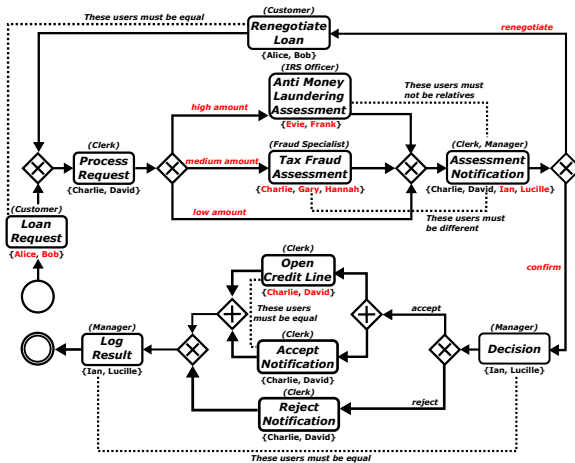 (Customer)
These users must be equal
Renegotiate
Loan
renegotiate
{Alice, Bob}
(IRS Officer)
Anti Money
Laundering
Assessment
These users must
not be relatives
high amount
{Evie, Frank}
(Clerk)
(Fraud Specialist)
(Clerk, Manager)
Process
Request
medium amount
Tax Fraud
Assessment
Assessment
Notification
{Charlie, David}
{Charlie, Gary, Hannah}
{Charlie, David, Ian, Lucille}
(Customer)
low amount
These users must be
different
Loan
Request
{Alice, Bob}
(Clerk)
Open
Credit Line
confirm
{Charlie, David}
These users
must be equal
accept
(Manager)
(Clerk)
(Manager)
Log
Result
Accept
Notification
Decision
{Ian, Lucille}
{Charlie, David}
{Ian, Lucille}
(Clerk)
Reject
Notification
reject
{Charlie, David}
These users must be equal